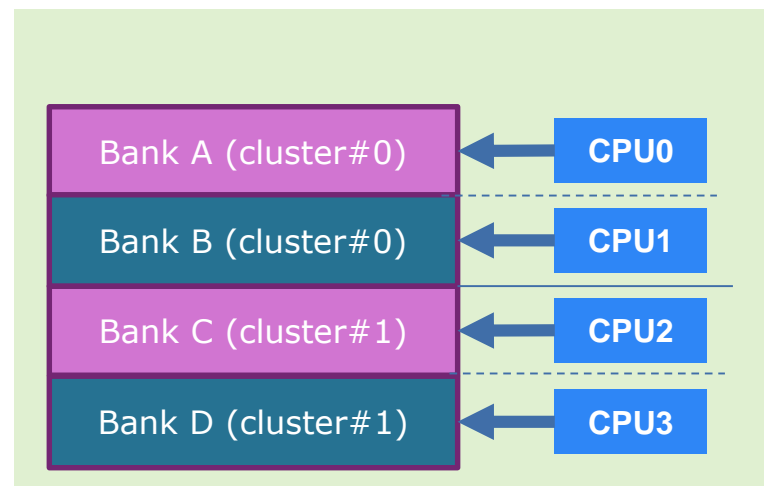 Bank A (cluster#0)
CPU0
Bank B (cluster#0)
CPU1
Bank C (cluster#1)
CPU2
Bank D (cluster#1)
CPU3